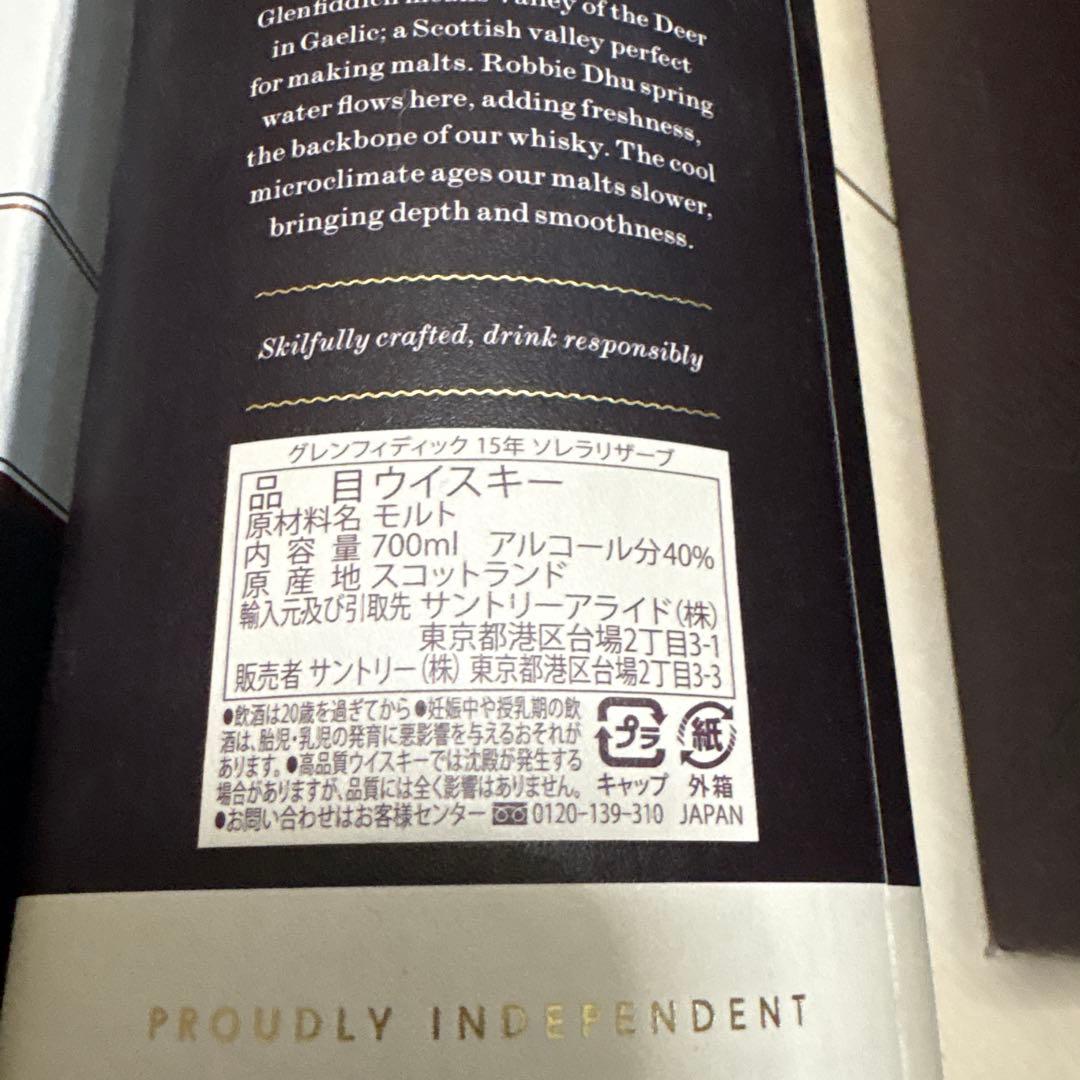 Glenfiddich means Valley of the Deer
in Gaelic; a Scottish valley perfect
for making malts. Robbie Dhu spring
water flows here, adding freshness,
the backbone of our whisky. The cool
microclimate ages our malts slower,
bringing depth and smoothness.
Skilfully crafted, drink responsibly
グレンフィディック 15年 ソレラリザーブ
品目 ウイスキー
原材料名 モルト
内容量 700ml アルコール分40%
原産地 スコットランド
輸入元及び引取先 サントリーアライド(株)
東京都港区台場2丁目3-1
販売者 サントリー(株) 東京都港区台場2丁目3-3
●飲酒は20歳を過ぎてから ●妊娠中や授乳期の飲
酒は、胎児・乳児の発育に悪影響を与えるおそれが
あります。●高品質ウイスキーでは沈殿が発生する
場合がありますが、品質には全く影響はありません。
●お問い合わせはお客様センター 0120-139-310 JAPAN
プラ 紙
キャップ 外箱
PROUDLY INDEPENDENT